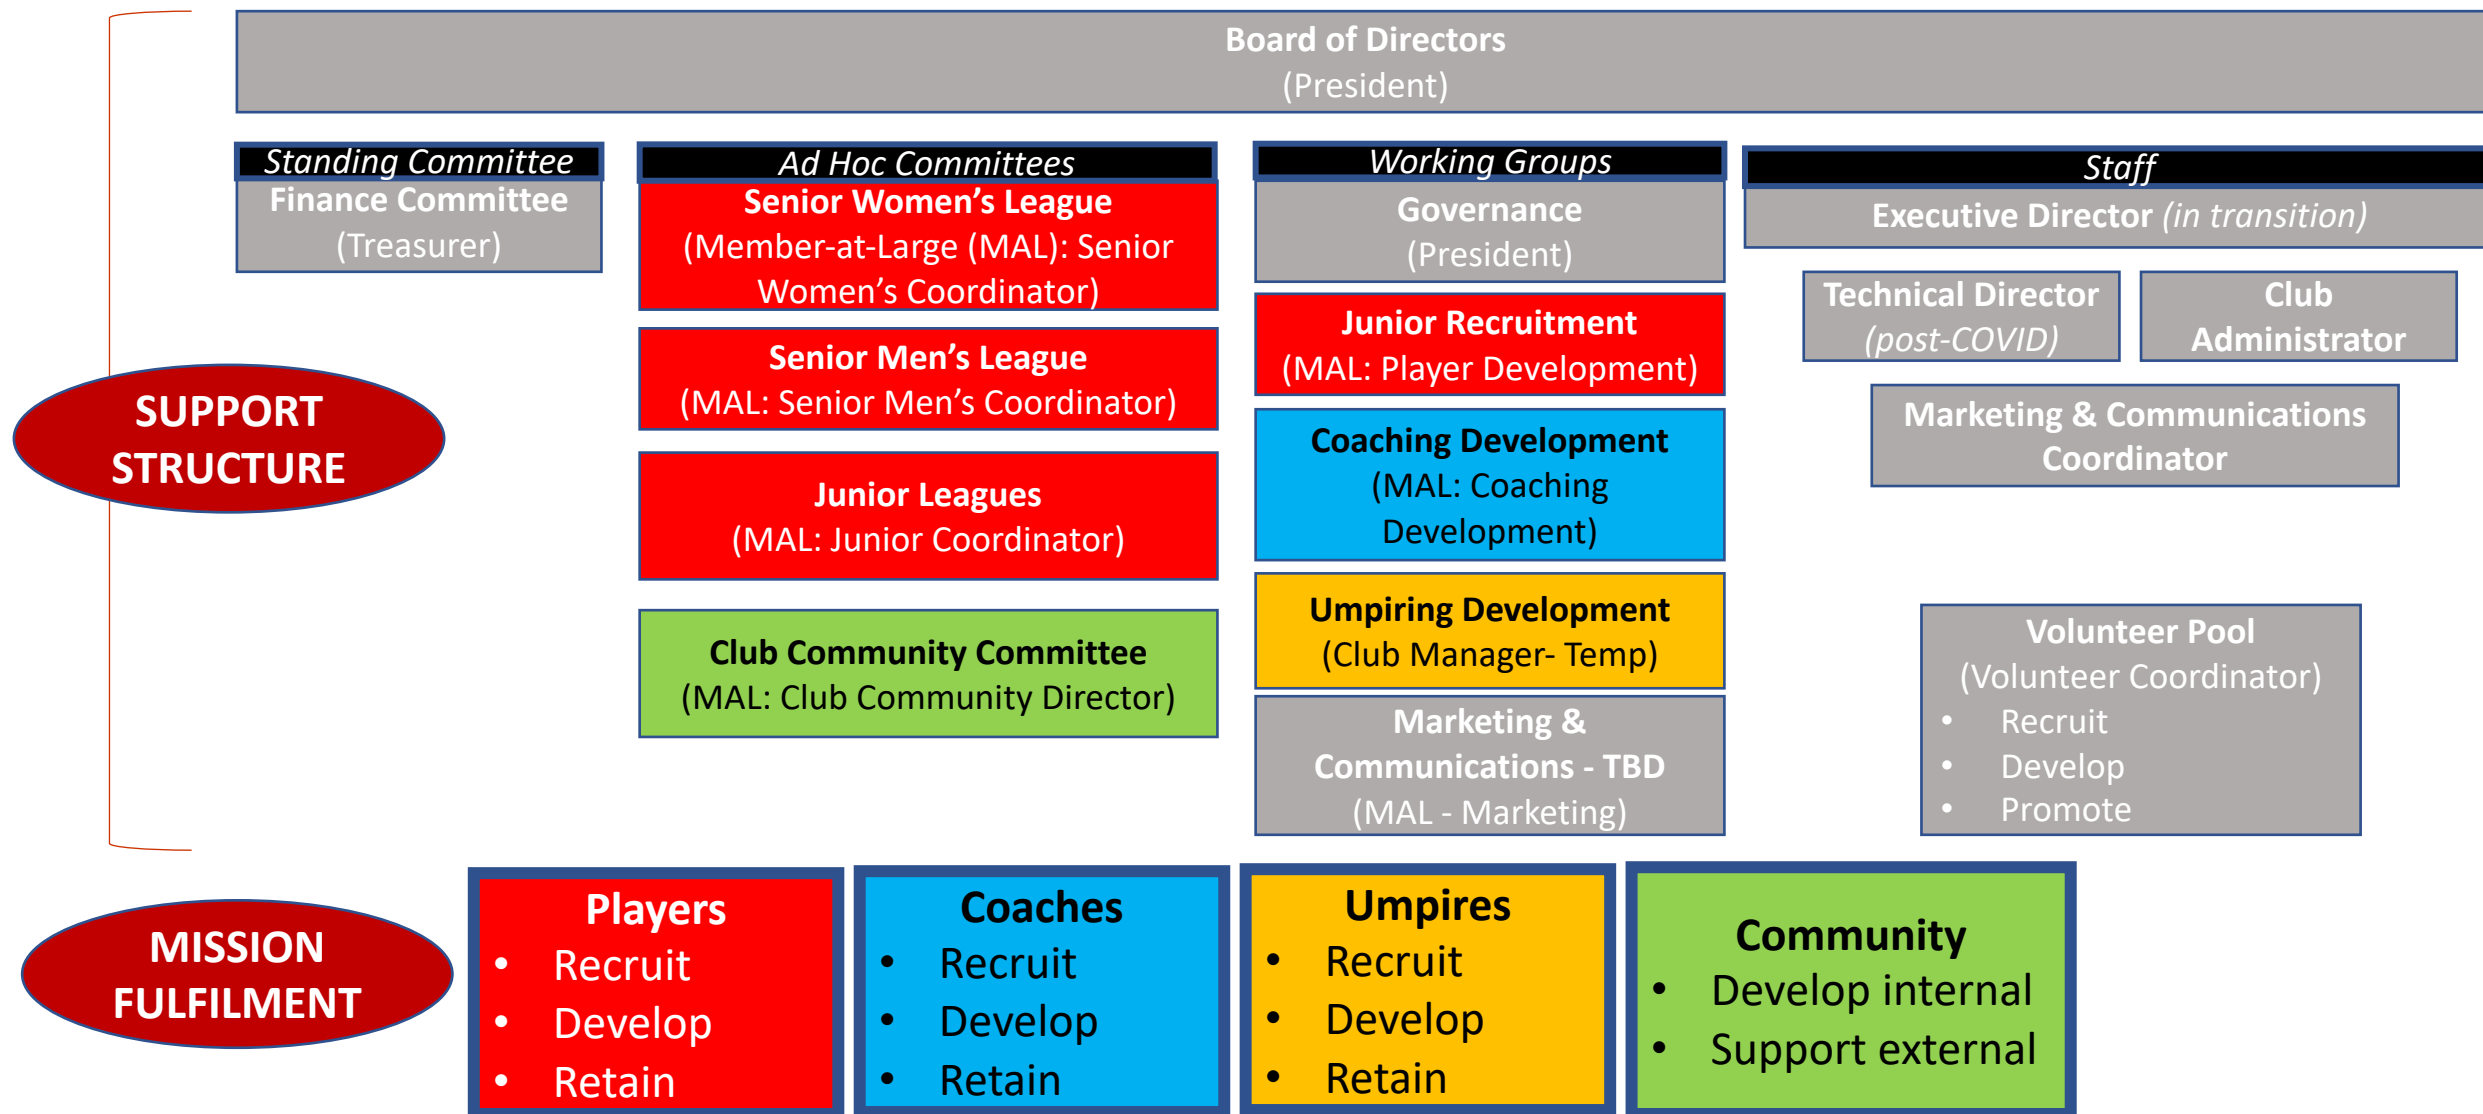 Board of Directors
(President)
Standing Committee
Finance Committee
(Treasurer)
Ad Hoc Committees
Senior Women’s League
(Member-at-Large (MAL): Senior
Women’s Coordinator)
Senior Men’s League
(MAL: Senior Men’s Coordinator)
Junior Leagues
(MAL: Junior Coordinator)
Club Community Committee
(MAL: Club Community Director)
Working Groups
Governance
(President)
Junior Recruitment
(MAL: Player Development)
Coaching Development
(MAL: Coaching
Development)
Umpiring Development
(Club Manager- Temp)
Marketing &
Communications - TBD
(MAL - Marketing)
Staff
Executive Director (in transition)
Technical Director
(post-COVID)
Club
Administrator
Marketing & Communications
Coordinator
Volunteer Pool
(Volunteer Coordinator)
• Recruit
• Develop
• Promote
SUPPORT
STRUCTURE
MISSION
FULFILMENT
Players
• Recruit
• Develop
• Retain
Coaches
• Recruit
• Develop
• Retain
Umpires
• Recruit
• Develop
• Retain
Community
• Develop internal
• Support external